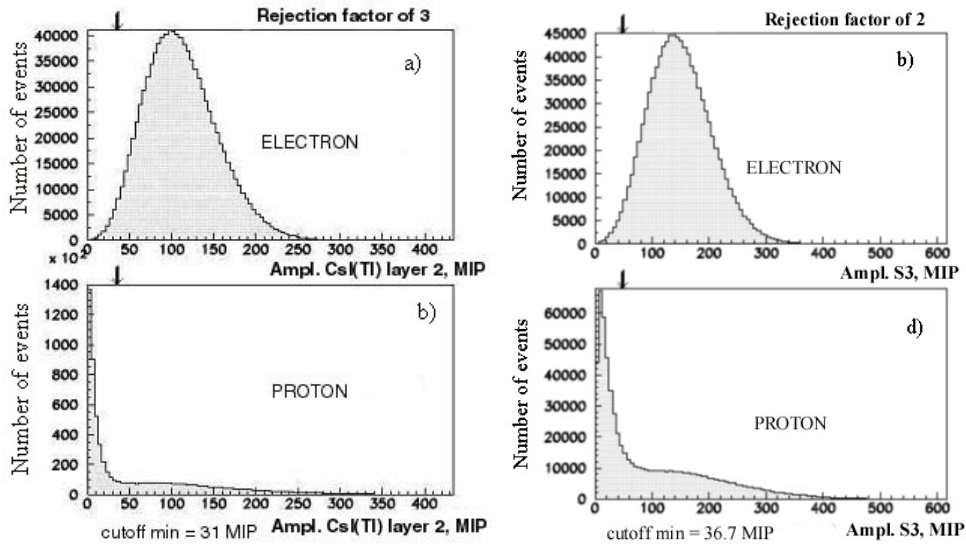 Rejection factor of 3
Number of events
40000
35000
30000
25000
20000
15000
10000
5000
0
a)
ELECTRON
0 50 100 150 200 250 300 350 400
Ampl. CsI(Tl) layer 2, MIP
Rejection factor of 2
Number of events
45000
40000
35000
30000
25000
20000
15000
10000
5000
0
b)
ELECTRON
0 100 200 300 400 500 600
Ampl. S3, MIP
x 10²
Number of events
1400
1200
1000
800
600
400
200
0
b)
PROTON
0 50 100 150 200 250 300 350 400
cutoff min = 31 MIP
Ampl. CsI(Tl) layer 2, MIP
Number of events
60000
50000
40000
30000
20000
10000
0
d)
PROTON
0 100 200 300 400 500 600
cutoff min = 36.7 MIP
Ampl. S3, MIP